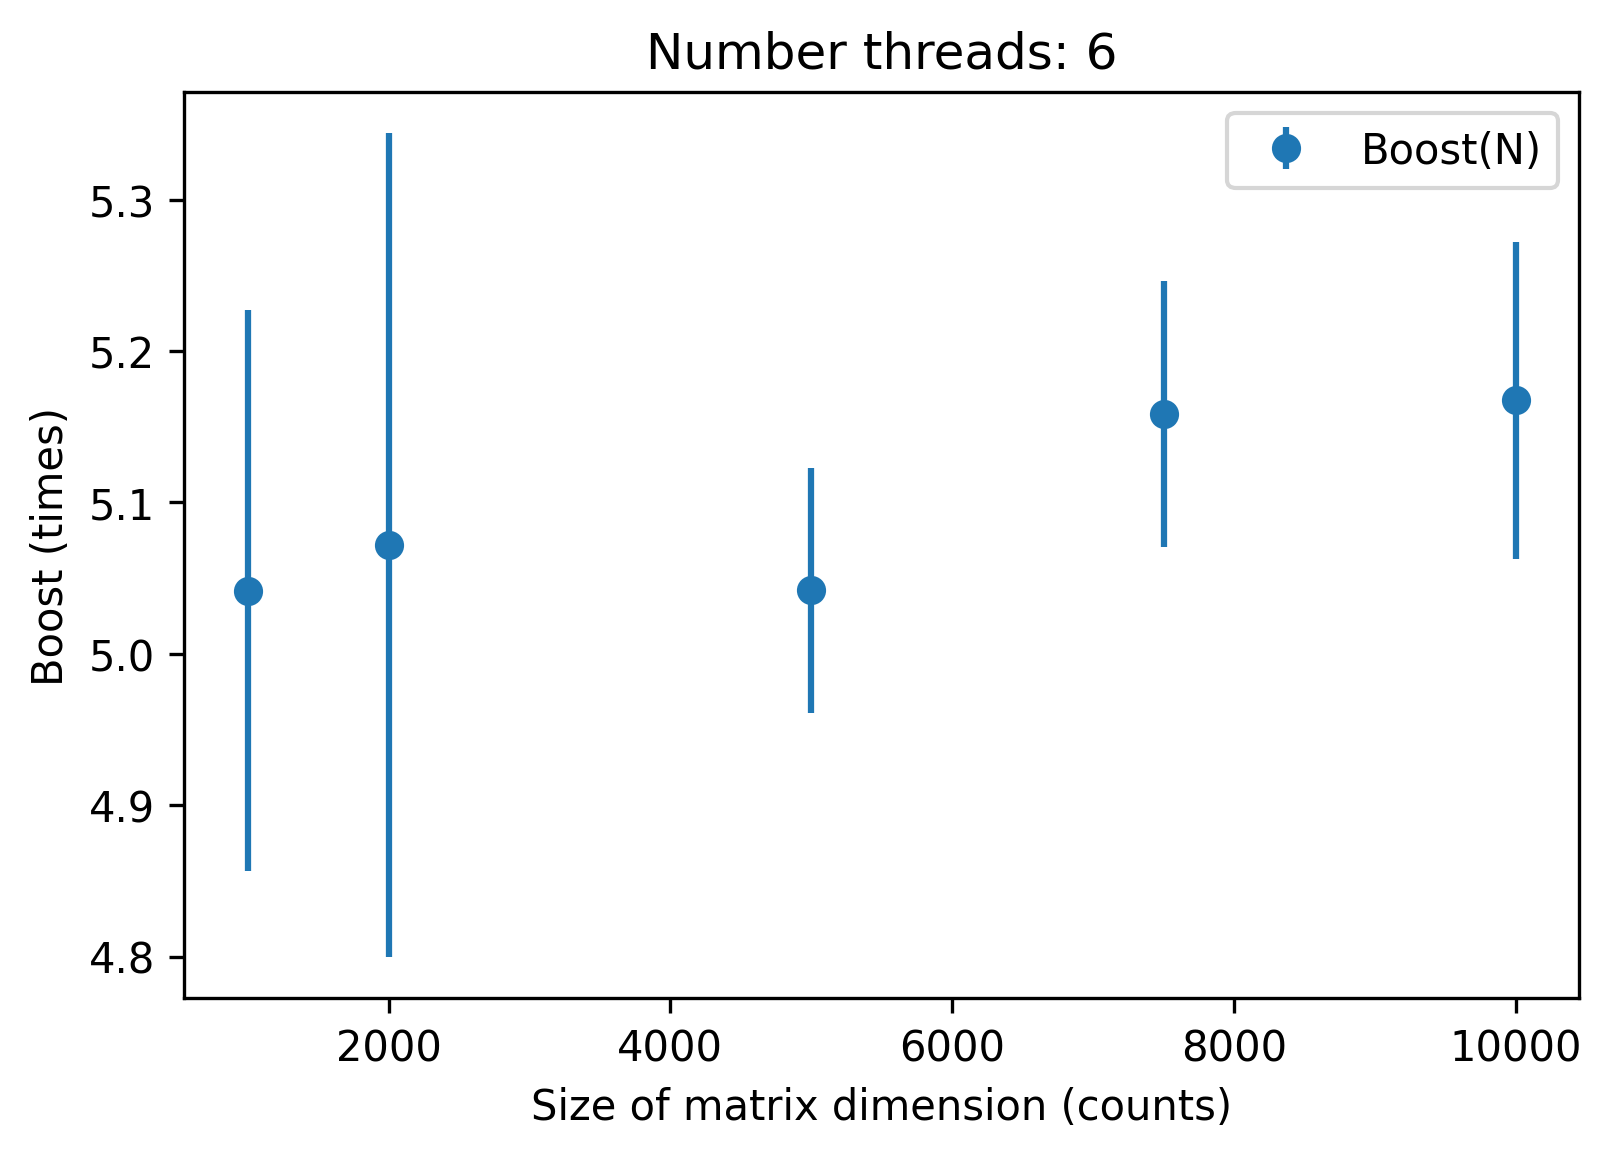 Number threads: 6
Boost(N)
5.3
5.2
5.1
5.0
4.9
4.8
Boost (times)
2000 4000 6000 8000 10000
Size of matrix dimension (counts)